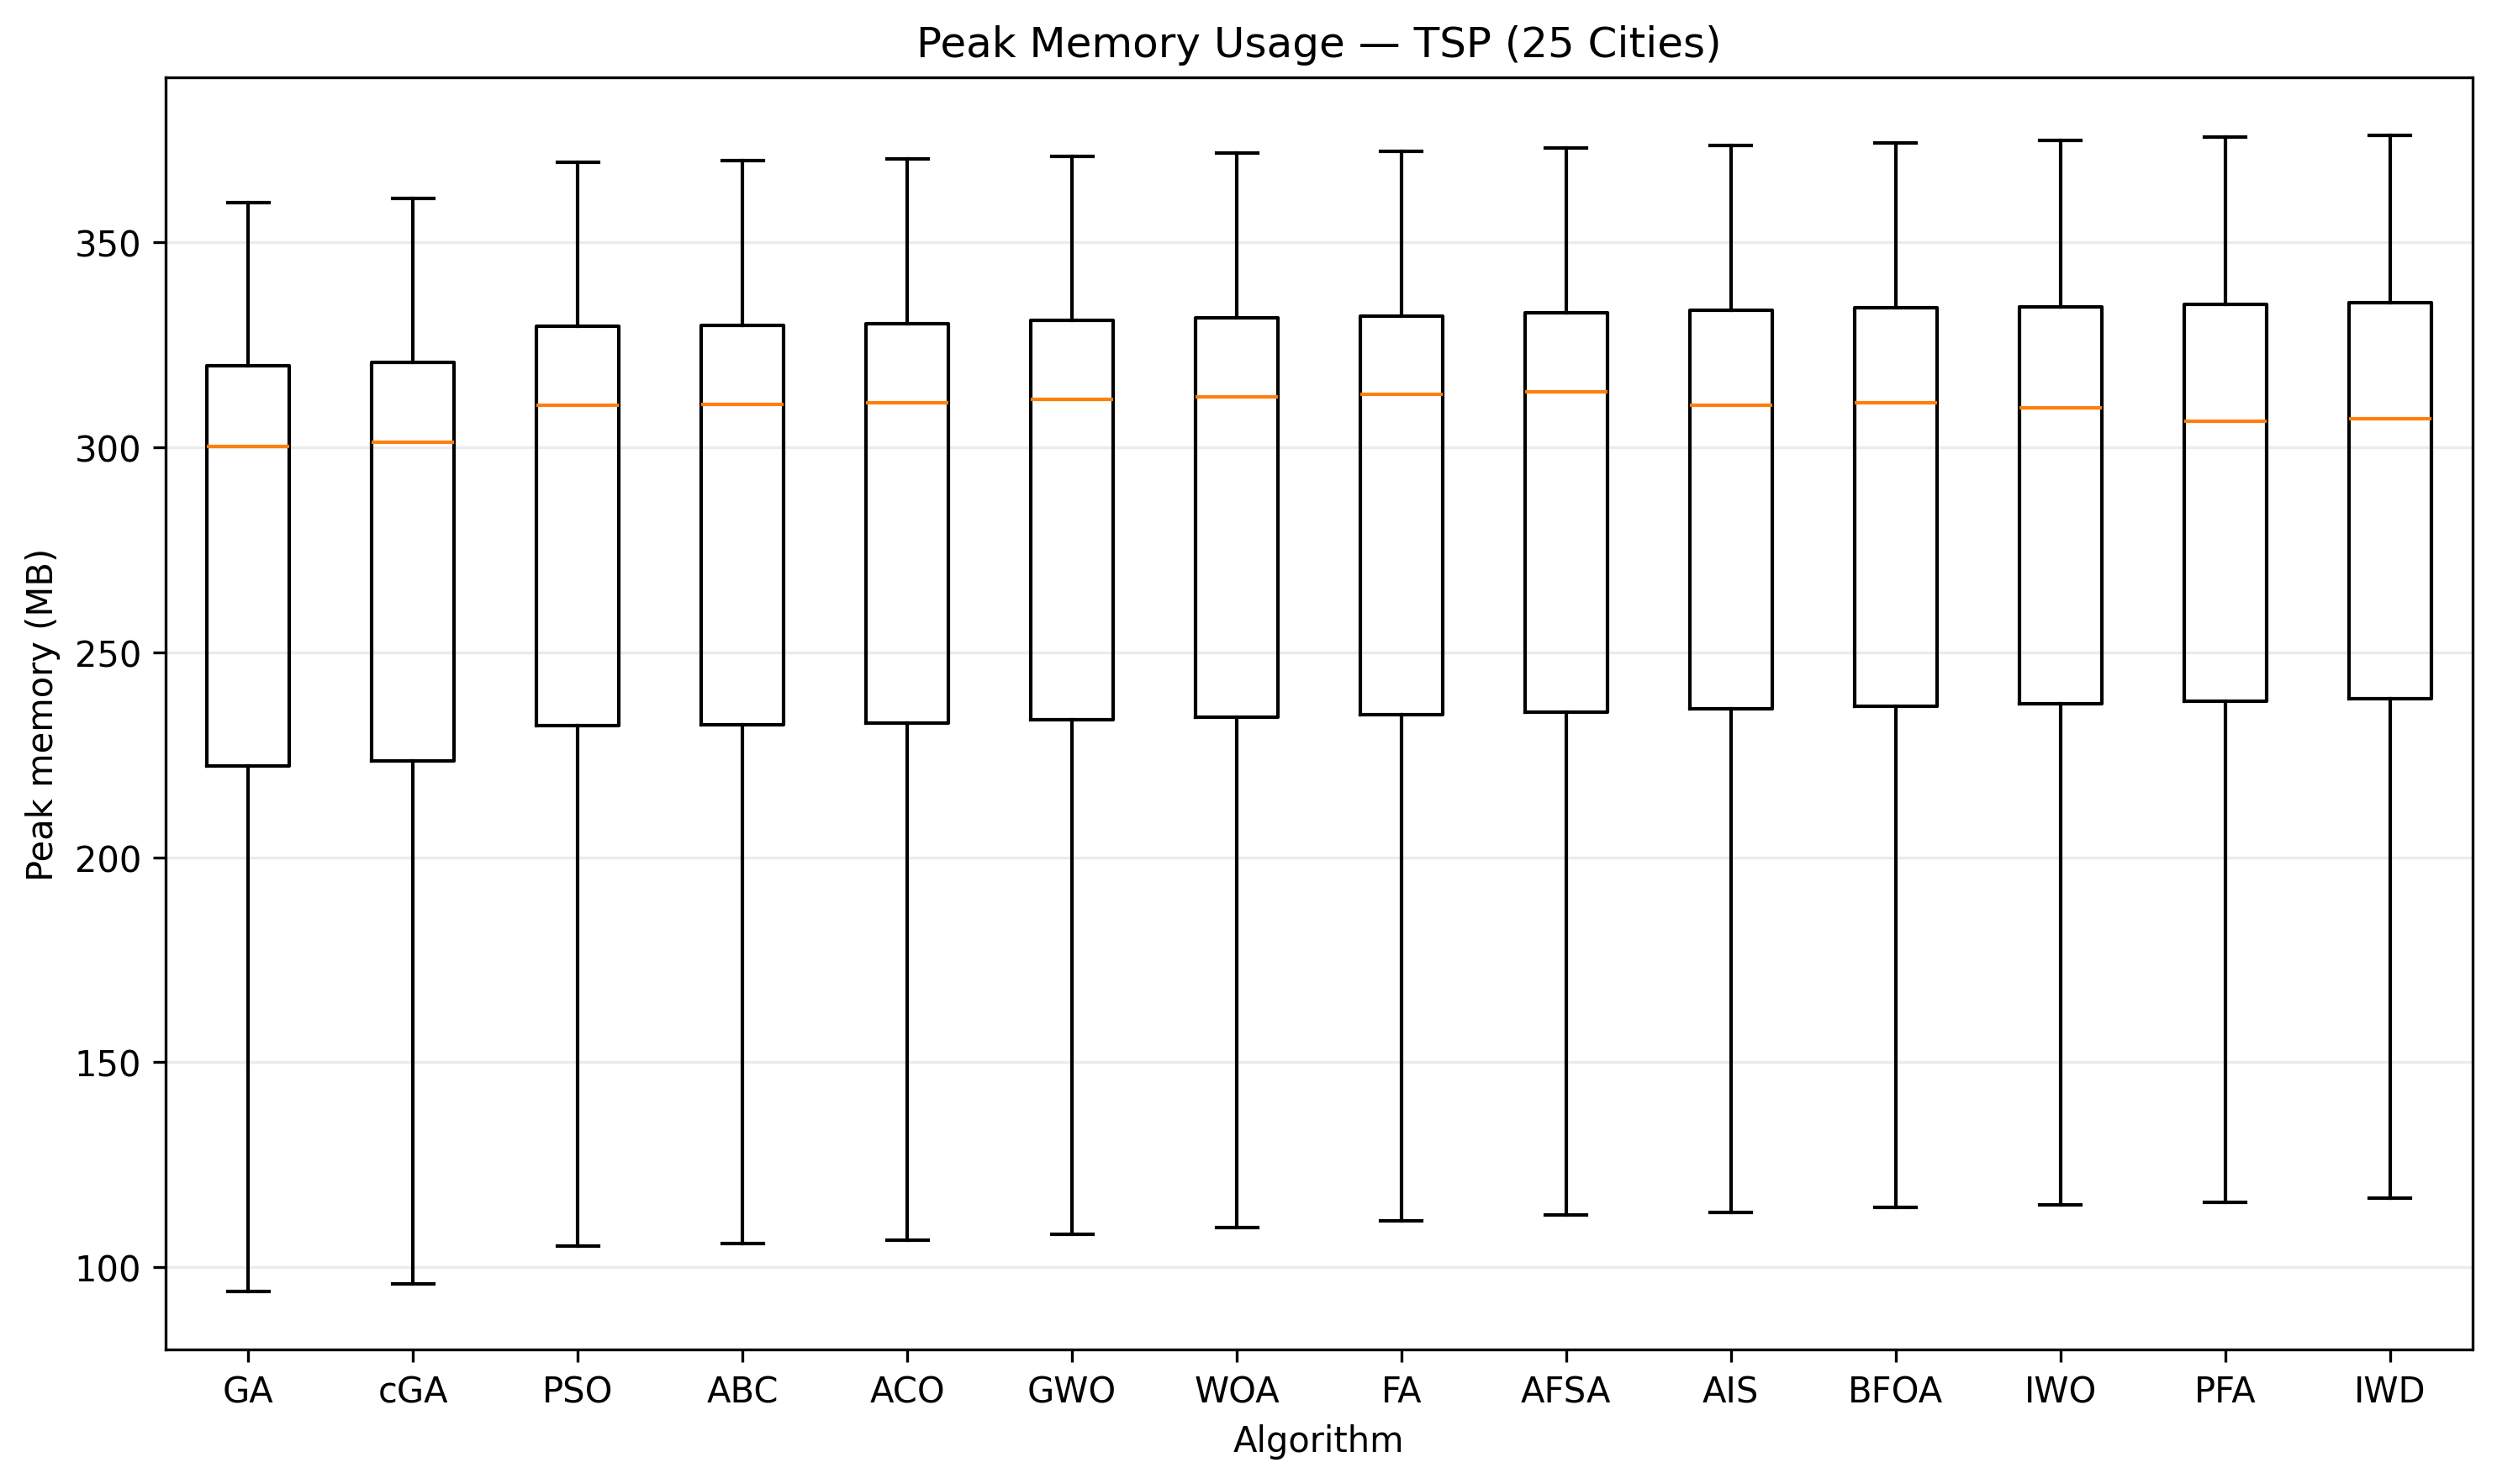 Peak Memory Usage — TSP (25 Cities)
Peak memory (MB)
350
300
250
200
150
100
GA cGA PSO ABC ACO GWO WOA FA AFSA AIS BFOA IWO PFA IWD
Algorithm